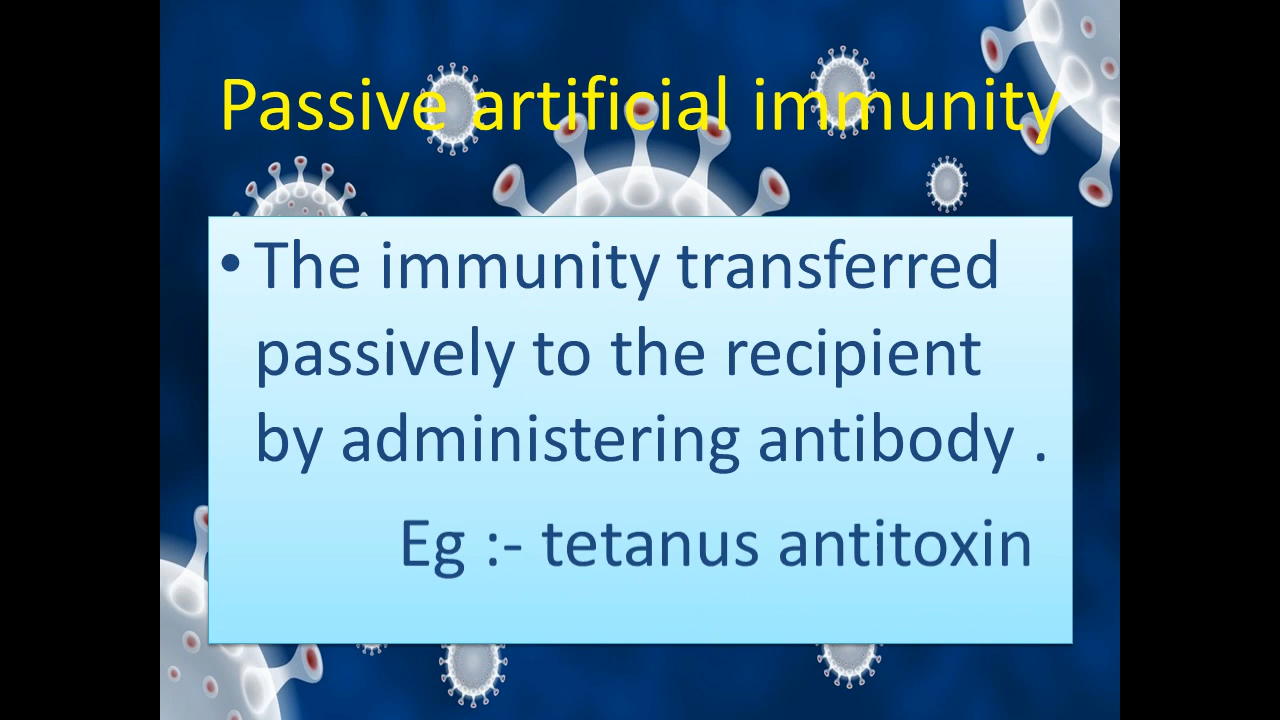 Passive artificial immunity
• The immunity transferred
passively to the recipient
by administering antibody .
Eg :- tetanus antitoxin